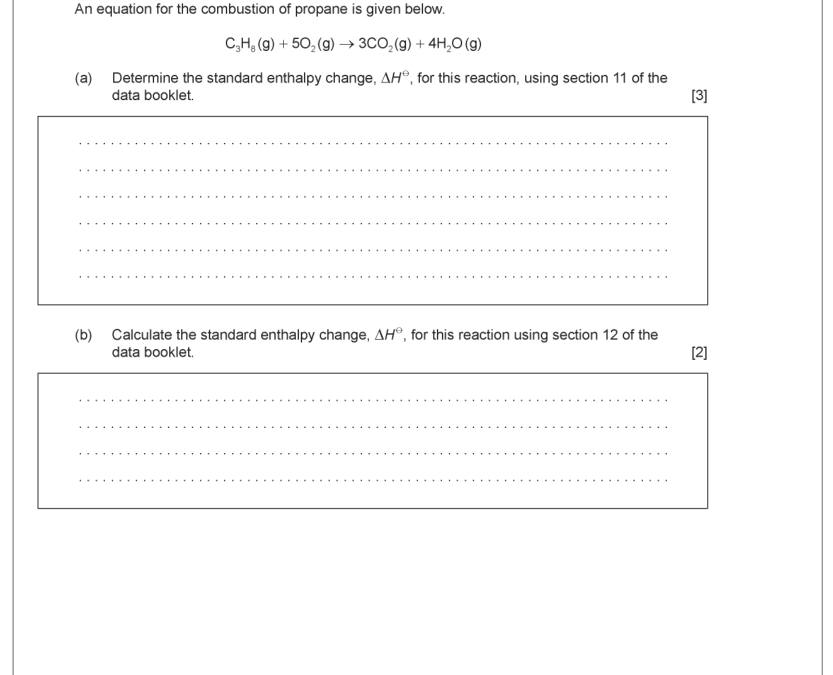 An equation for the combustion of propane is given below.
C₃H₈(g) + 5O₂(g) → 3CO₂(g) + 4H₂O(g)
(a) Determine the standard enthalpy change, ΔH⊖, for this reaction, using section 11 of the
data booklet. [3]
(b) Calculate the standard enthalpy change, ΔH⊖, for this reaction using section 12 of the
data booklet. [2]